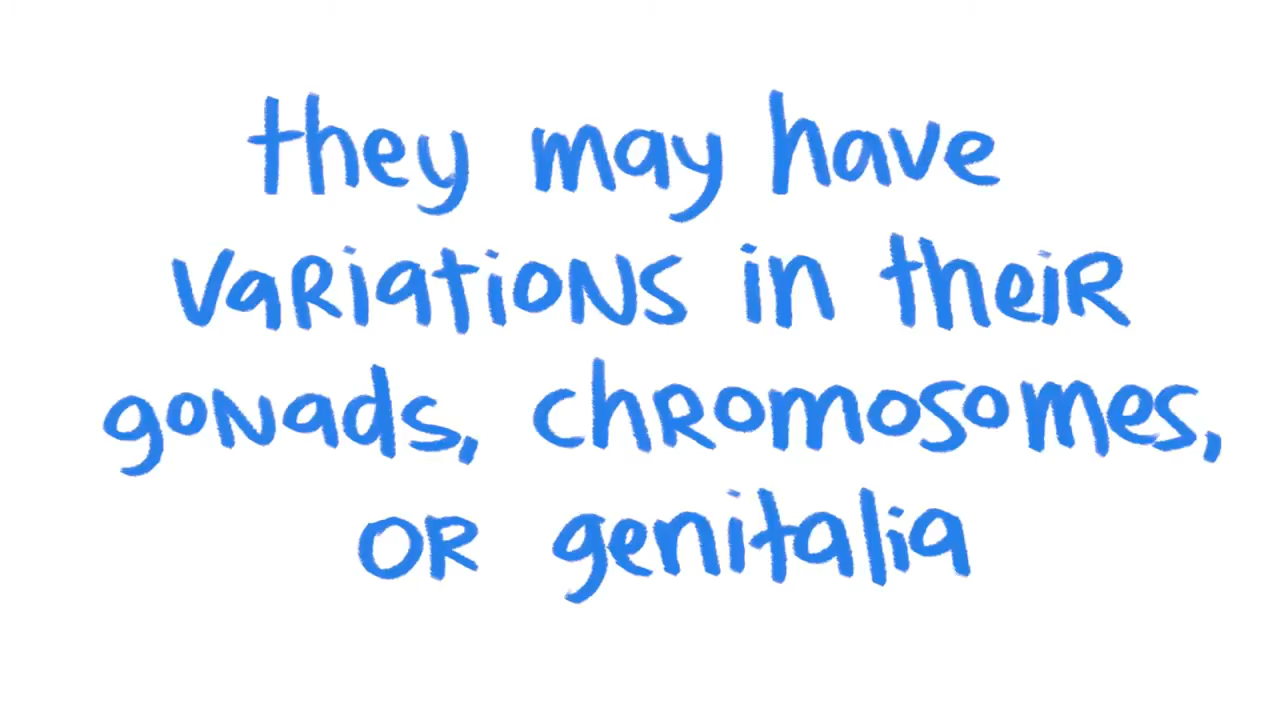 they may have
variations in their
gonads, chromosomes,
or genitalia